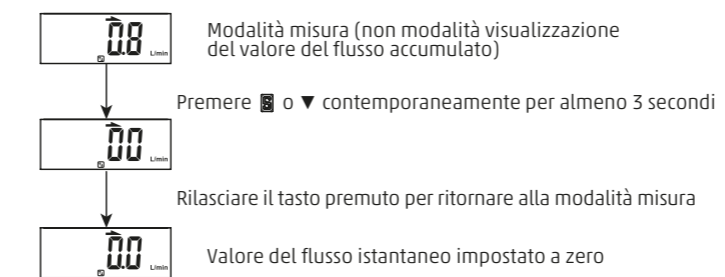 0.8 L/min
Modalità misura (non modalità visualizzazione
del valore del flusso accumulato)
Premere S o ▼ contemporaneamente per almeno 3 secondi
00 L/min
Rilasciare il tasto premuto per ritornare alla modalità misura
0.0 L/min
Valore del flusso istantaneo impostato a zero